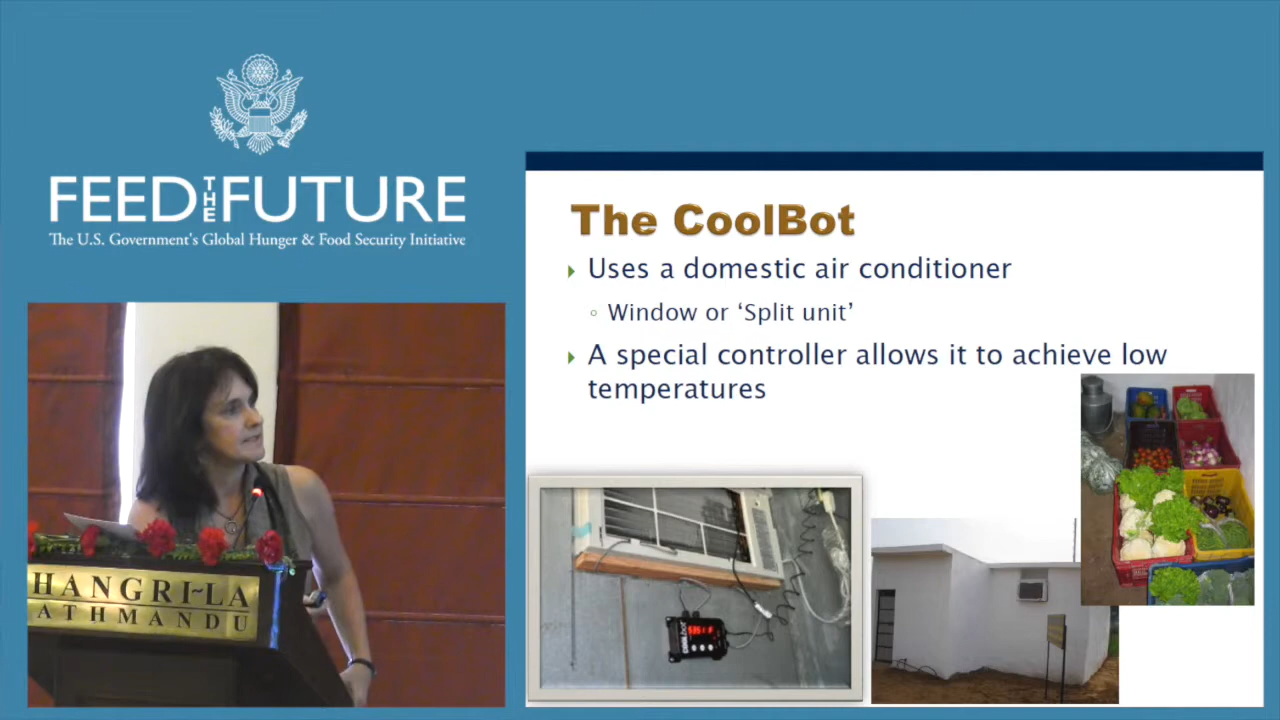 FEED THE FUTURE
The U.S. Government's Global Hunger & Food Security Initiative
The CoolBot
Uses a domestic air conditioner
Window or ‘Split unit’
A special controller allows it to achieve low
temperatures
HANGRI~LA
ATHMANDU